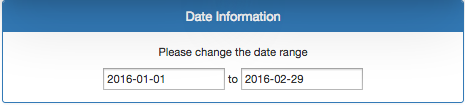 Date Information
Please change the date range
2016-01-01 to 2016-02-29